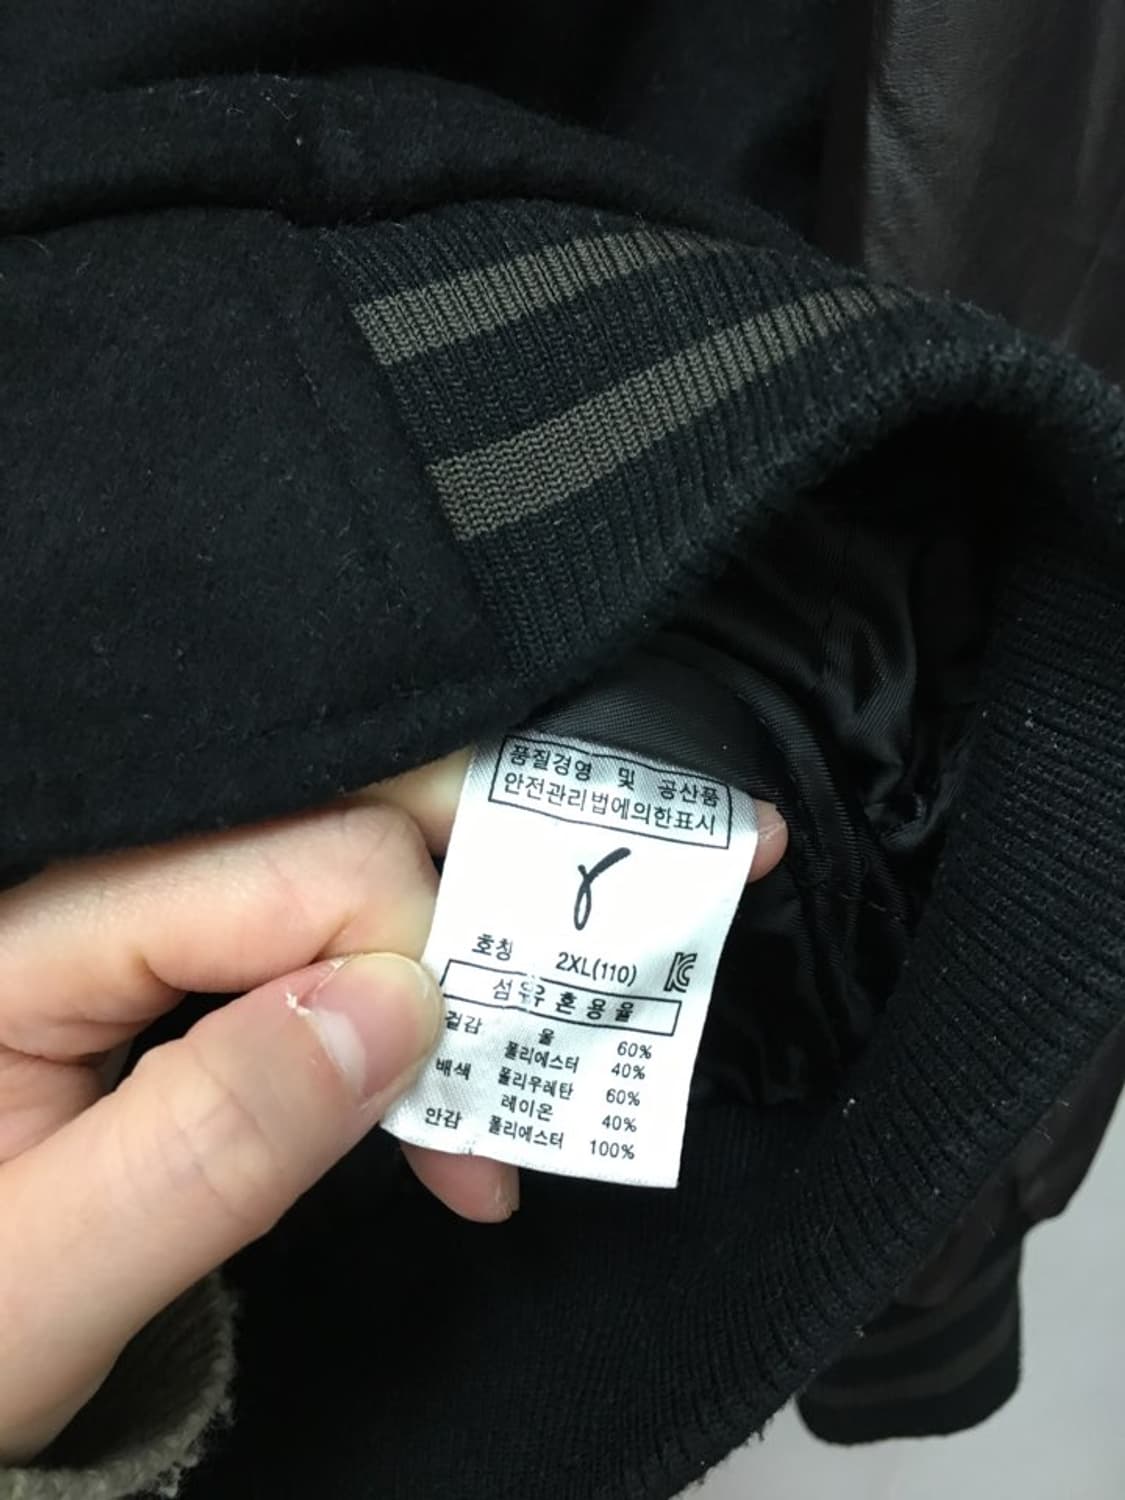 품질경영 및 공산품
안전관리법에의한표시
호칭 2XL(110)
섬유 혼용율
겉감 울 60%
폴리에스터 40%
배색 폴리우레탄 60%
레이온 40%
안감 폴리에스터 100%